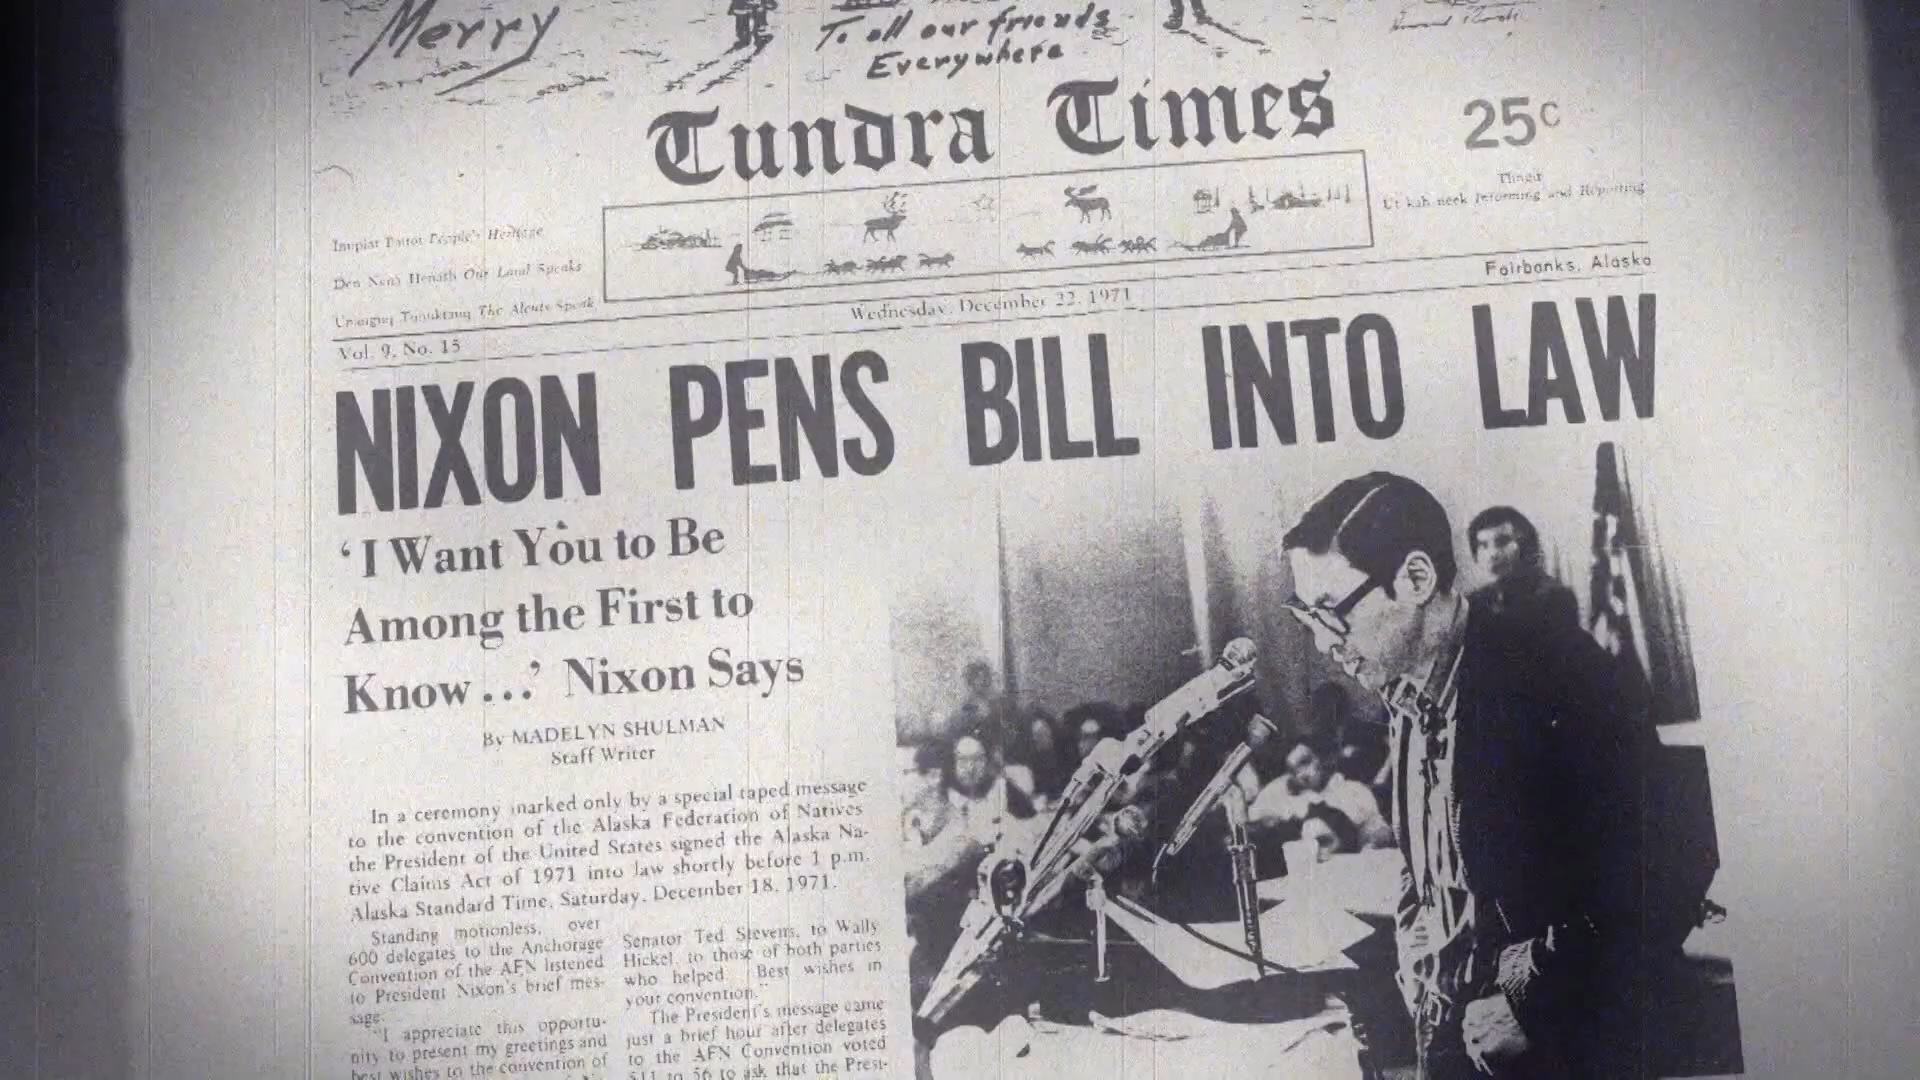 Merry
To all our friends
Everywhere
Tundra Times
25c
Tlingit
Ut kah neek Informing and Reporting
Inupiat Paitot People's Heritage
Den Nena Henash Our Land Speaks
Unanguq Tunuktauq The Aleuts Speak
Fairbanks, Alaska
Wednesday, December 22, 1971
Vol. 9, No. 15
NIXON PENS BILL INTO LAW
'I Want You to Be
Among the First to
Know...' Nixon Says
By MADELYN SHULMAN
Staff Writer
In a ceremony marked only by a special taped message
to the convention of the Alaska Federation of Natives
the President of the United States signed the Alaska Na-
tive Claims Act of 1971 into law shortly before 1 p.m.
Alaska Standard Time, Saturday, December 18, 1971.
Standing motionless, over
600 delegates to the Anchorage
Convention of the AFN listened
to President Nixon's brief mes-
sage.
"I appreciate this opportu-
nity to present my greetings and
best wishes to the convention of
Senator Ted Stevens, to Wally
Hickel, to those of both parties
who helped. Best wishes in
your convention."
The President's message came
just a brief hour after delegates
to the AFN Convention voted
511 to 56 to ask that the Presi-